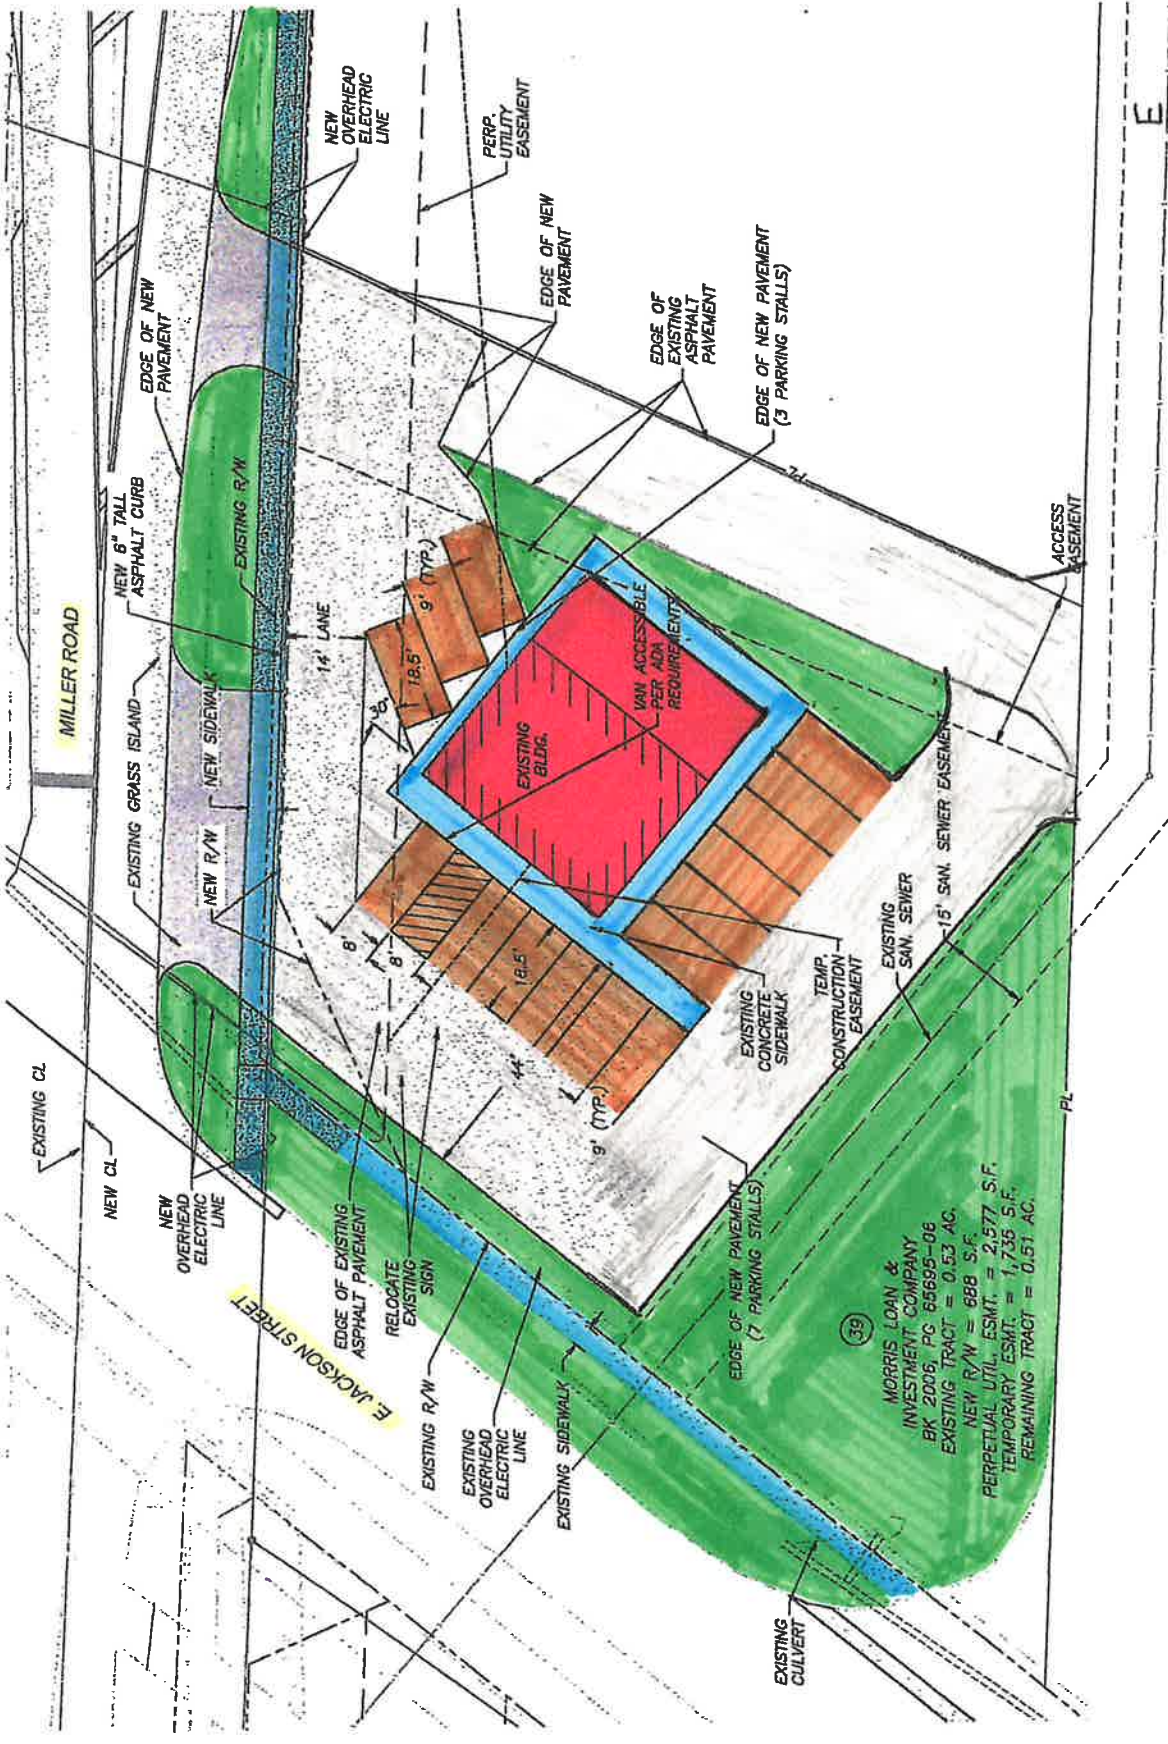 EXISTING CL
NEW CL
MILLER ROAD
NEW
OVERHEAD
ELECTRIC
LINE
E. JACKSON STREET
EXISTING GRASS ISLAND
NEW R/W
NEW SIDEWALK
NEW 6" TALL
ASPHALT CURB
EDGE OF NEW
PAVEMENT
EXISTING R/W
NEW
OVERHEAD
ELECTRIC
LINE
PERP.
UTILITY
EASEMENT
EDGE OF NEW
PAVEMENT
EDGE OF
EXISTING
ASPHALT
PAVEMENT
EDGE OF NEW PAVEMENT
(3 PARKING STALLS)
14' LANE
30'
18.5'
9' (TYP.)
EXISTING
BLDG.
VAN ACCESSIBLE
PER ADA
REQUIREMENTS
8'
8'
18.5'
44'
9' (TYP.)
EDGE OF EXISTING
ASPHALT PAVEMENT
RELOCATE
EXISTING
SIGN
EXISTING R/W
EXISTING
OVERHEAD
ELECTRIC
LINE
EXISTING SIDEWALK
EXISTING
CULVERT
EDGE OF NEW PAVEMENT
(7 PARKING STALLS)
EXISTING
CONCRETE
SIDEWALK
TEMP.
CONSTRUCTION
EASEMENT
EXISTING
SAN. SEWER
15' SAN. SEWER EASEMENT
ACCESS
EASEMENT
PL
PL
E
39
MORRIS LOAN &
INVESTMENT COMPANY
BK 2006, PG 65695-06
EXISTING TRACT = 0.53 AC.
NEW R/W = 688 S.F.
PERPETUAL UTIL. ESMT. = 2,577 S.F.
TEMPORARY ESMT. = 1,735 S.F.
REMAINING TRACT = 0.51 AC.